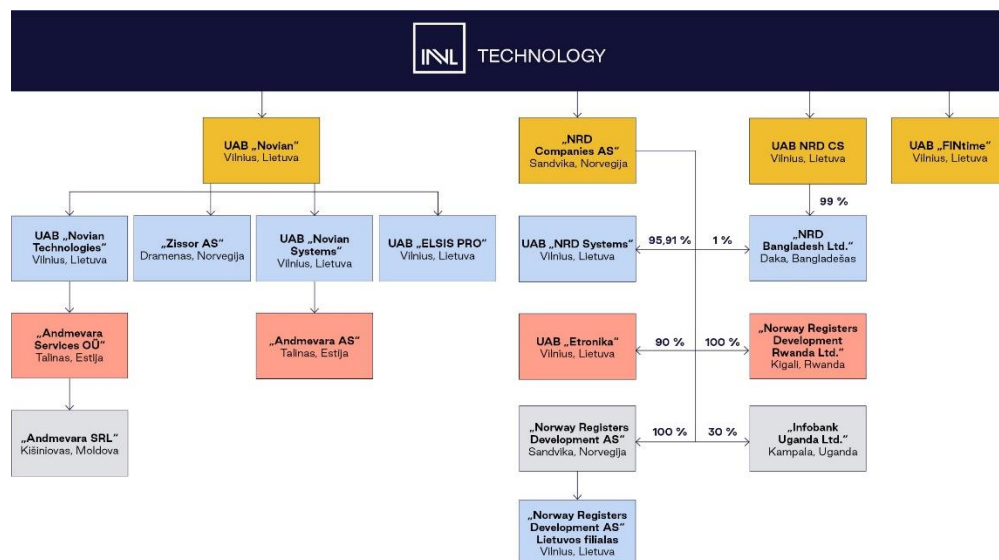 INVL TECHNOLOGY
UAB „Novian“
Vilnius, Lietuva
„NRD
Companies AS“
Sandvika, Norvegija
UAB NRD CS
Vilnius, Lietuva
UAB „FINtime“
Vilnius, Lietuva
99 %
UAB „Novian
Technologies“
Vilnius, Lietuva
„Zissor AS“
Dramenas, Norvegija
UAB „Novian
Systems“
Vilnius, Lietuva
UAB „ELSIS PRO“
Vilnius, Lietuva
UAB „NRD Systems“
Vilnius, Lietuva
95,91 %
1 %
„NRD
Bangladesh Ltd.“
Daka, Bangladešas
„Andmevara
Services OÜ“
Talinas, Estija
„Andmevara AS“
Talinas, Estija
UAB „Etronika“
Vilnius, Lietuva
90 %
100 %
„Norway Registers
Development
Rwanda Ltd.“
Kigali, Rwanda
„Andmevara SRL“
Kišiniovas, Moldova
„Norway Registers
Development AS“
Sandvika, Norvegija
100 %
30 %
„Infobank
Uganda Ltd.“
Kampala, Uganda
„Norway Registers
Development AS“
Lietuvos filialas
Vilnius, Lietuva